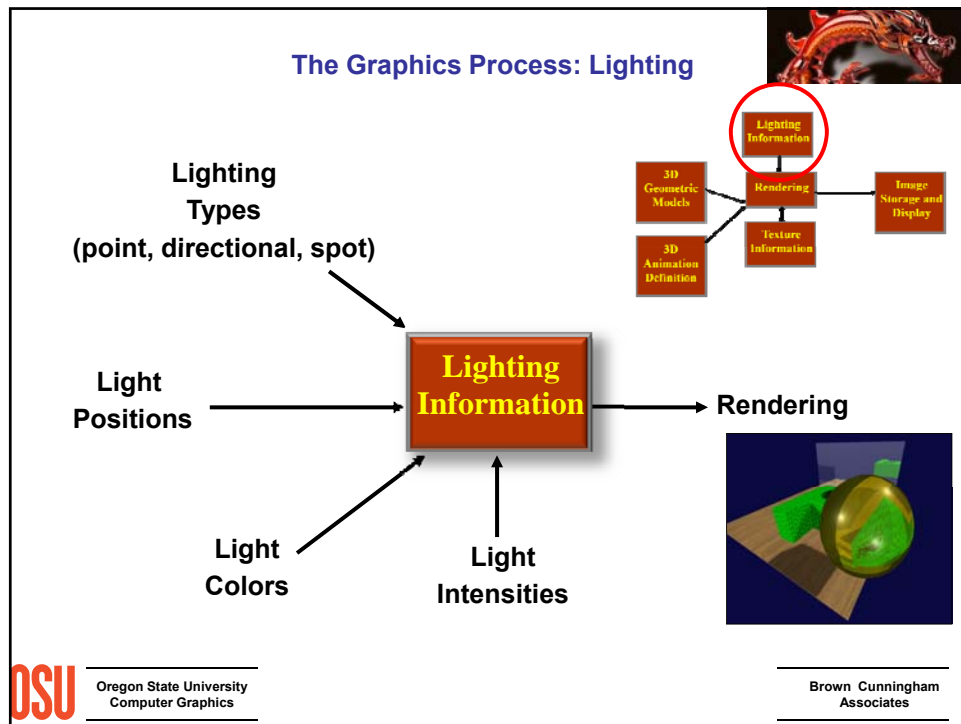 The Graphics Process: Lighting
Lighting
Information
3D
Geometric
Models
Rendering
Image
Storage and
Display
3D
Animation
Definition
Texture
Information
Lighting
Types
(point, directional, spot)
Light
Positions
Lighting
Information
Rendering
Light
Colors
Light
Intensities
OSU
Oregon State University
Computer Graphics
Brown Cunningham
Associates